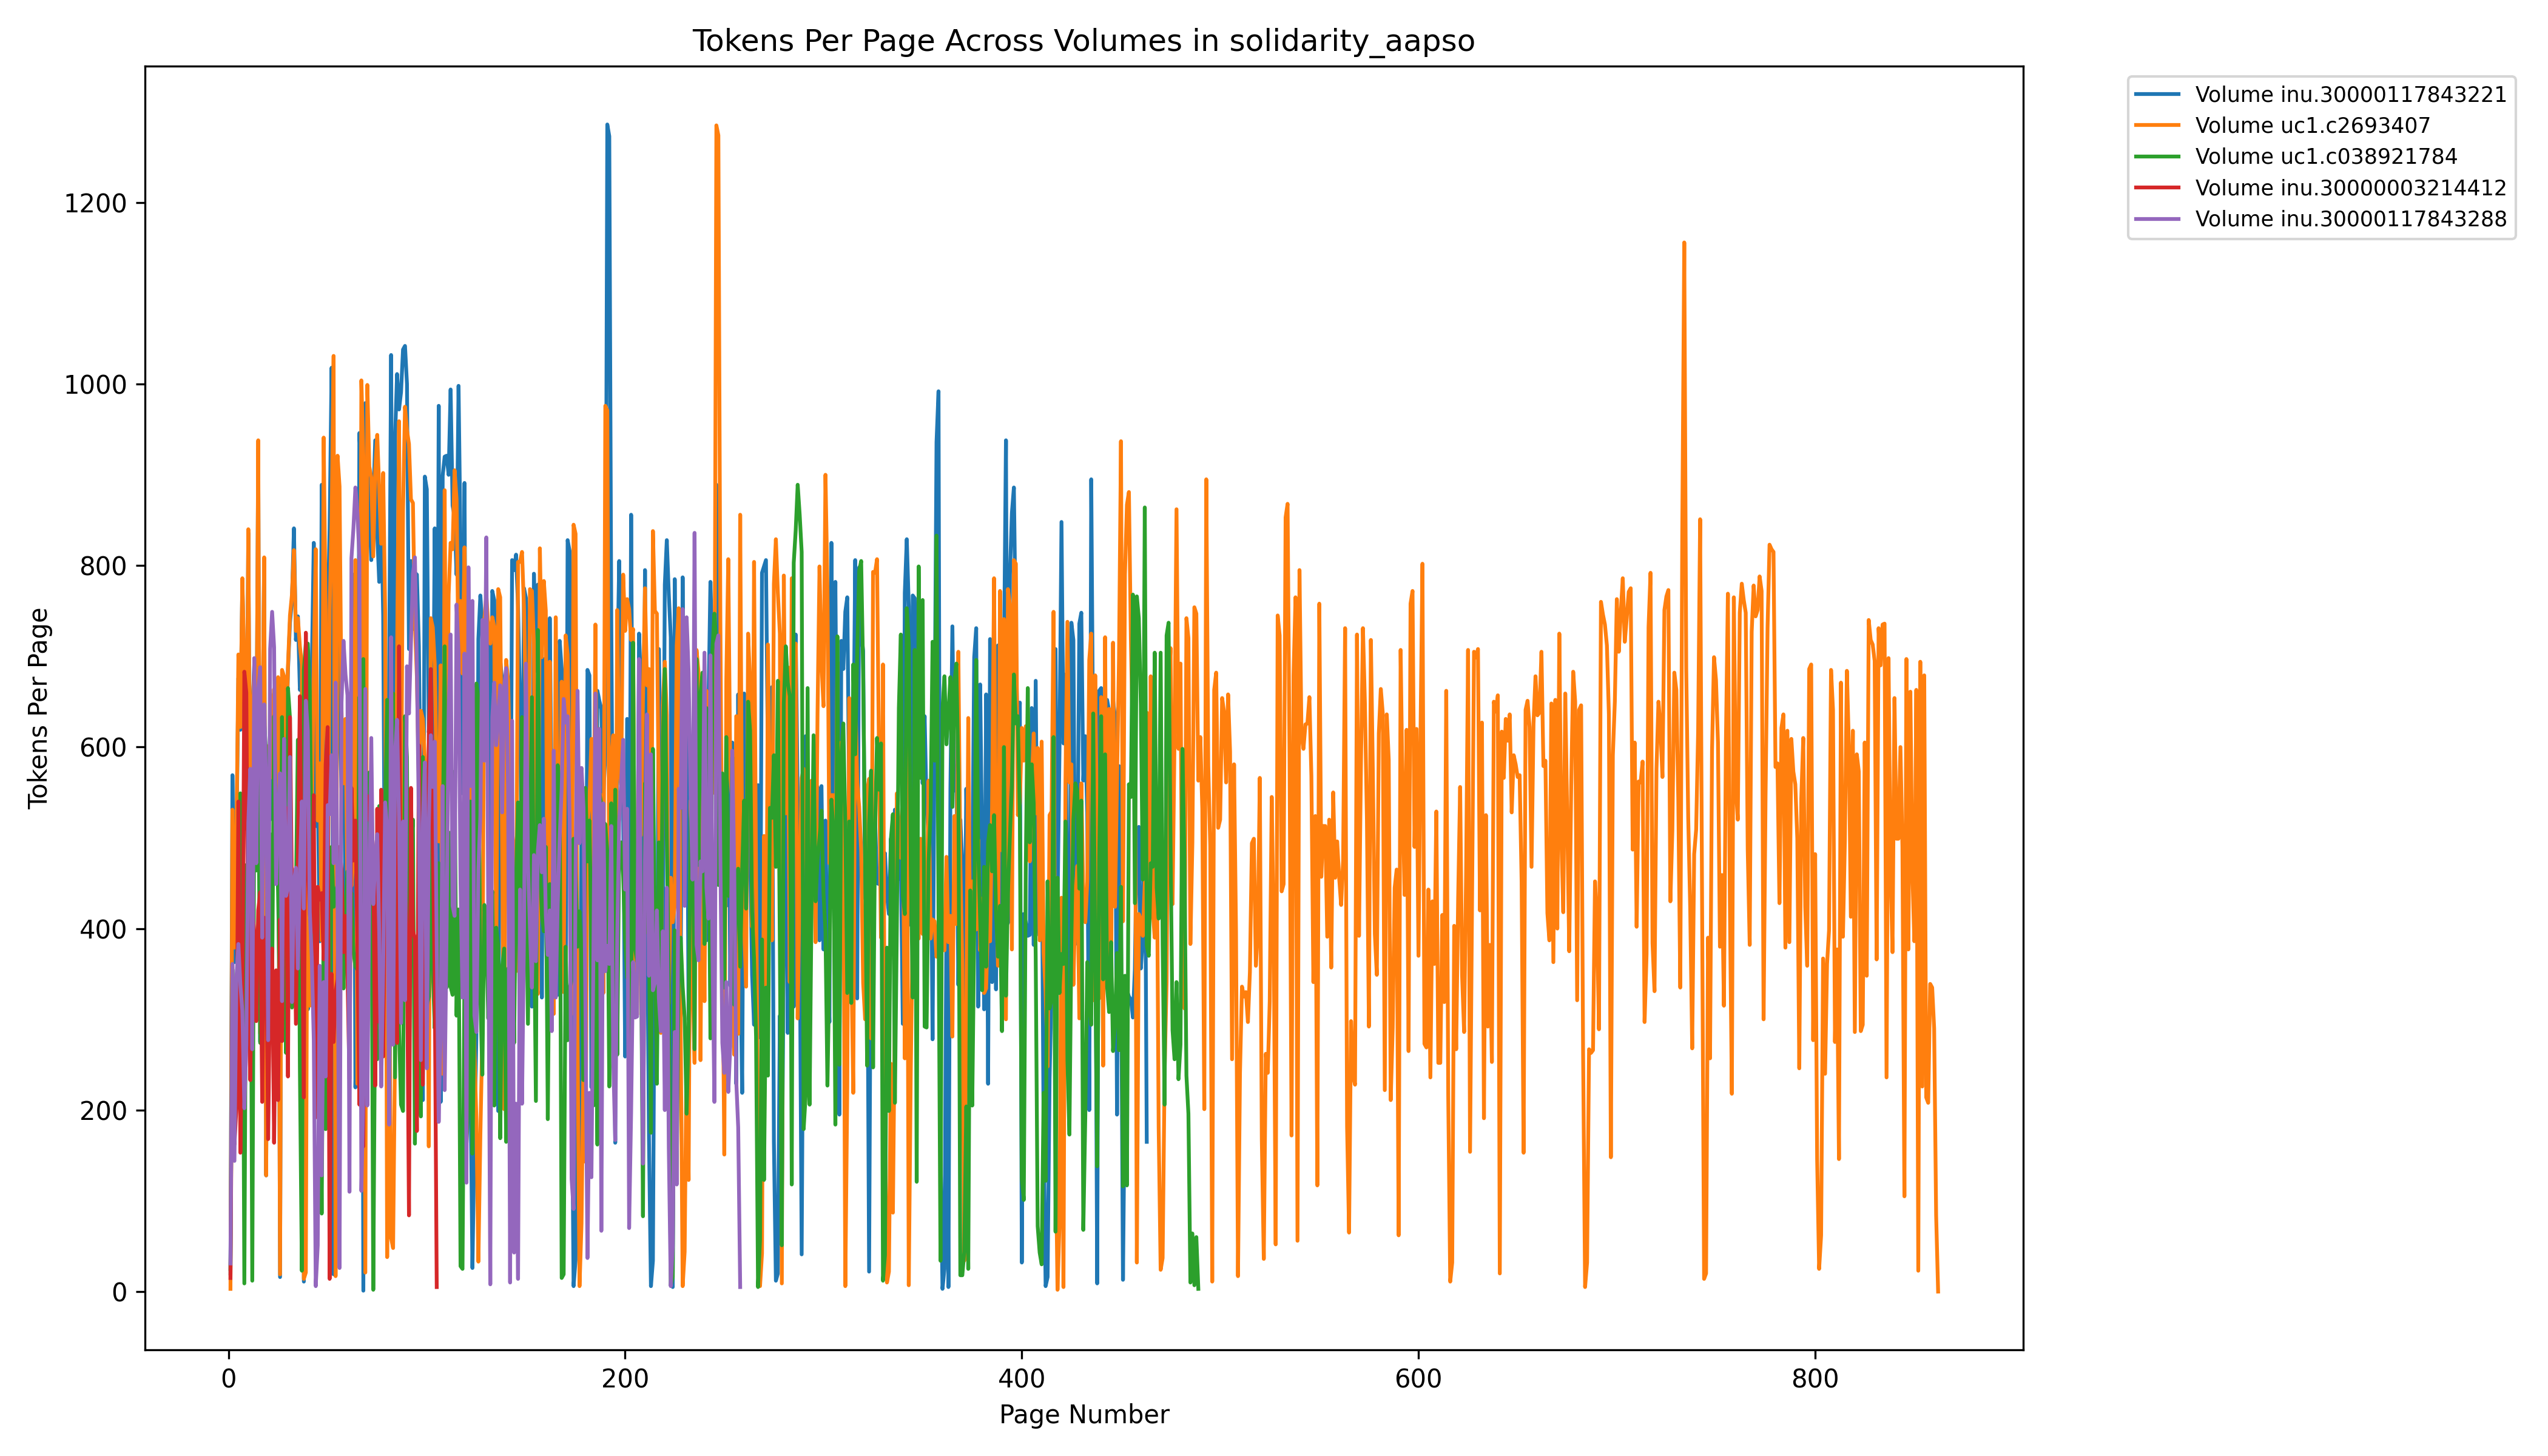 Tokens Per Page Across Volumes in solidarity_aapso
Volume inu.30000117843221
Volume uc1.c2693407
Volume uc1.c038921784
Volume inu.30000003214412
Volume inu.30000117843288
Tokens Per Page
1200
1000
800
600
400
200
0
0 200 400 600 800
Page Number